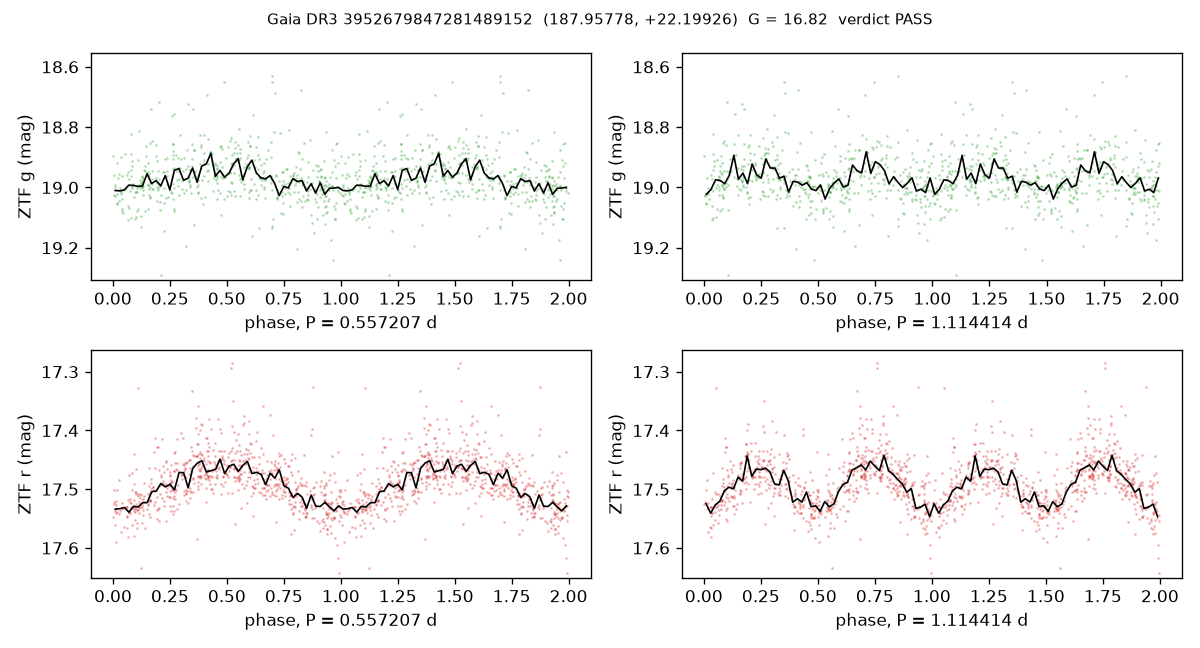 Gaia DR3 3952679847281489152 (187.95778, +22.19926) G = 16.82 verdict PASS
18.6
18.8
19.0
19.2
ZTF g (mag)
0.00 0.25 0.50 0.75 1.00 1.25 1.50 1.75 2.00
phase, P = 0.557207 d
18.6
18.8
19.0
19.2
ZTF g (mag)
0.00 0.25 0.50 0.75 1.00 1.25 1.50 1.75 2.00
phase, P = 1.114414 d
17.3
17.4
17.5
17.6
ZTF r (mag)
0.00 0.25 0.50 0.75 1.00 1.25 1.50 1.75 2.00
phase, P = 0.557207 d
17.3
17.4
17.5
17.6
ZTF r (mag)
0.00 0.25 0.50 0.75 1.00 1.25 1.50 1.75 2.00
phase, P = 1.114414 d